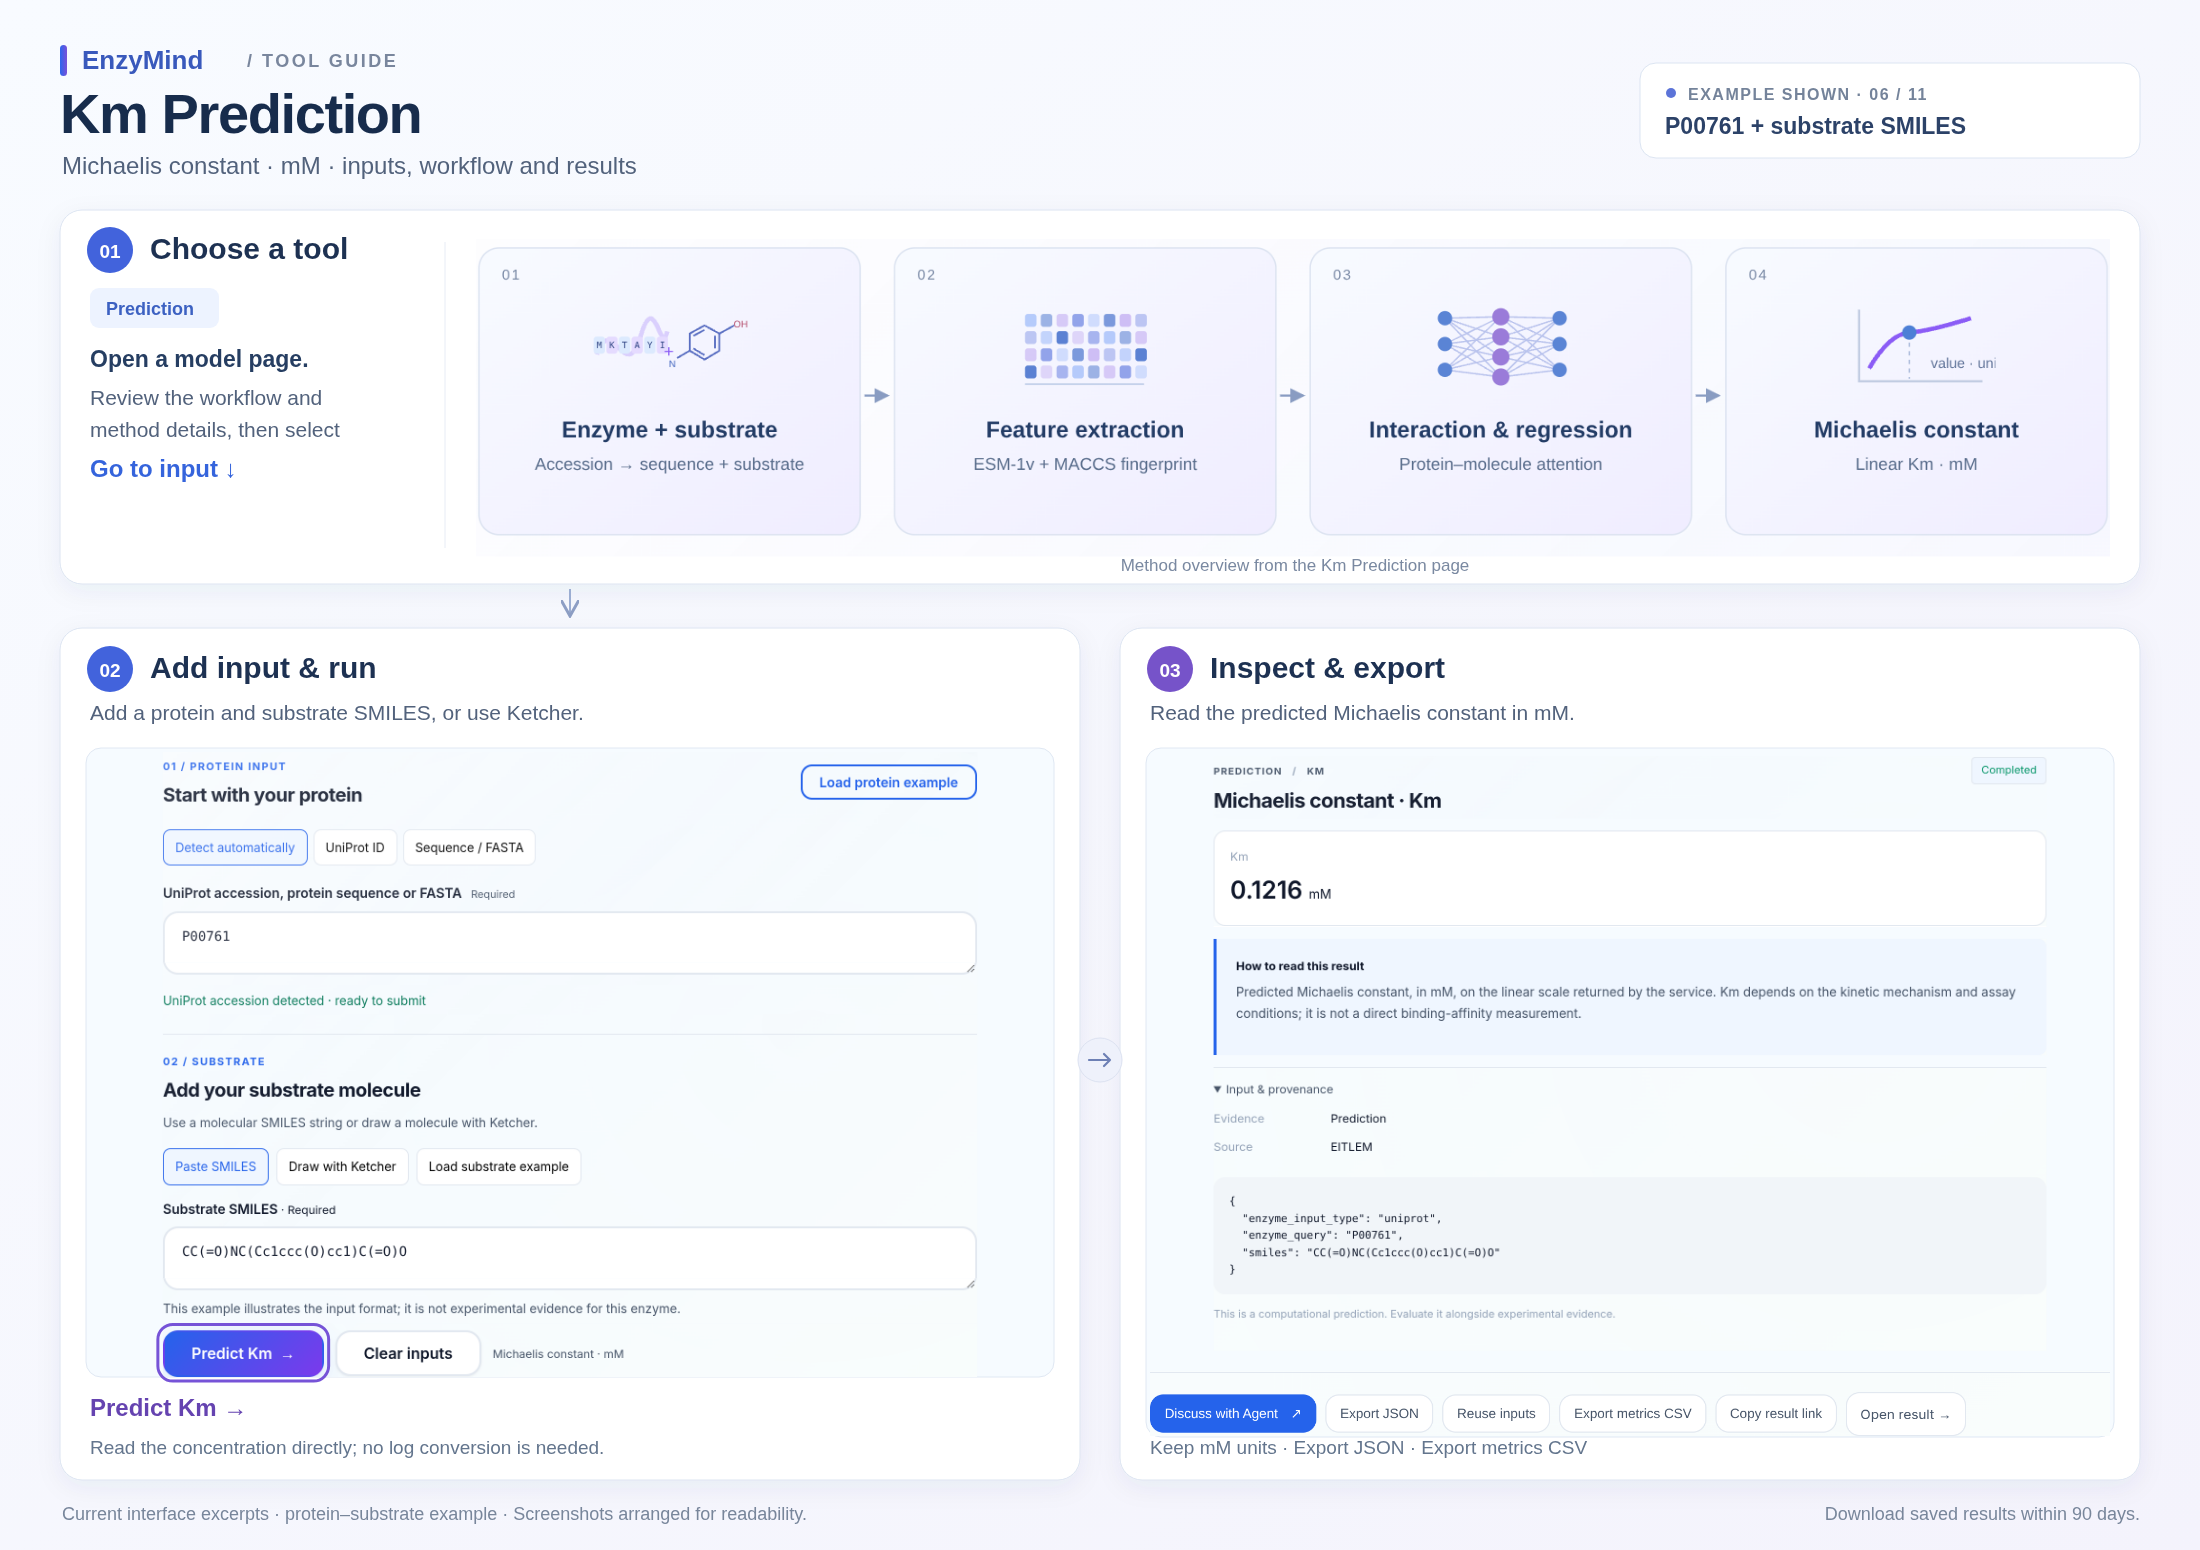 EnzyMind / TOOL GUIDE
Km Prediction
Michaelis constant · mM · inputs, workflow and results
EXAMPLE SHOWN · 06 / 11
P00761 + substrate SMILES
01 Choose a tool
Prediction
Open a model page.
Review the workflow and
method details, then select
Go to input ↓
01
M K T A Y I
+
N
OH
Enzyme + substrate
Accession → sequence + substrate
02
Feature extraction
ESM-1v + MACCS fingerprint
03
Interaction & regression
Protein–molecule attention
04
value · uni
Michaelis constant
Linear Km · mM
Method overview from the Km Prediction page
02 Add input & run
Add a protein and substrate SMILES, or use Ketcher.
01 / PROTEIN INPUT
Start with your protein
Load protein example
Detect automatically UniProt ID Sequence / FASTA
UniProt accession, protein sequence or FASTA Required
P00761
UniProt accession detected · ready to submit
02 / SUBSTRATE
Add your substrate molecule
Use a molecular SMILES string or draw a molecule with Ketcher.
Paste SMILES Draw with Ketcher Load substrate example
Substrate SMILES · Required
CC(=O)NC(Cc1ccc(O)cc1)C(=O)O
This example illustrates the input format; it is not experimental evidence for this enzyme.
Predict Km → Clear inputs Michaelis constant · mM
Predict Km →
Read the concentration directly; no log conversion is needed.
03 Inspect & export
Read the predicted Michaelis constant in mM.
PREDICTION / KM
Completed
Michaelis constant · Km
Km
0.1216 mM
How to read this result
Predicted Michaelis constant, in mM, on the linear scale returned by the service. Km depends on the kinetic mechanism and assay
conditions; it is not a direct binding-affinity measurement.
▼ Input & provenance
Evidence Prediction
Source EITLEM
{
"enzyme_input_type": "uniprot",
"enzyme_query": "P00761",
"smiles": "CC(=O)NC(Cc1ccc(O)cc1)C(=O)O"
}
This is a computational prediction. Evaluate it alongside experimental evidence.
Discuss with Agent ↗ Export JSON Reuse inputs Export metrics CSV Copy result link Open result →
Keep mM units · Export JSON · Export metrics CSV
Current interface excerpts · protein–substrate example · Screenshots arranged for readability.
Download saved results within 90 days.